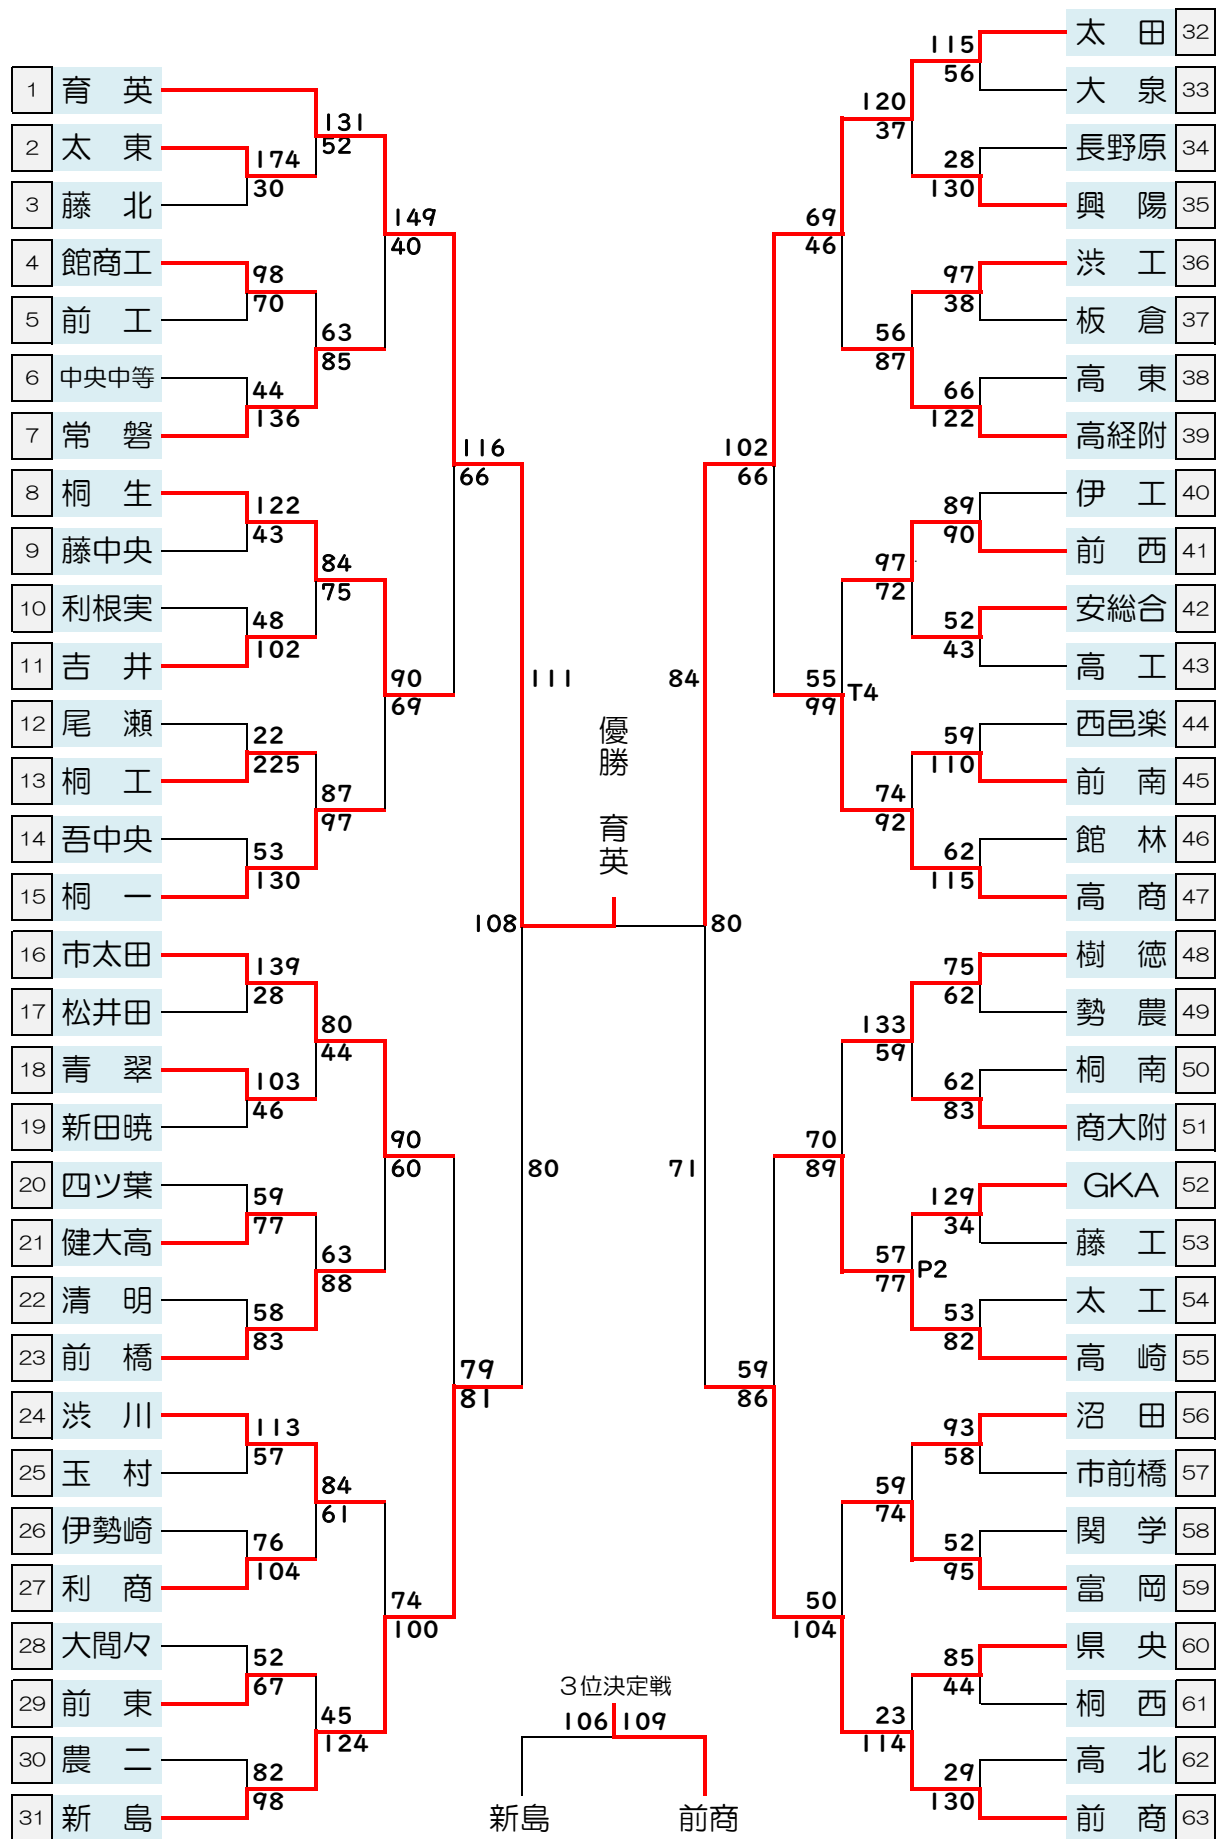 1 育 英
2 太 東
3 藤 北
4 館商工
5 前 工
6 中央中等
7 常 磐
8 桐 生
9 藤中央
10 利根実
11 吉 井
12 尾 瀬
13 桐 工
14 吾中央
15 桐 一
16 市太田
17 松井田
18 青 翠
19 新田暁
20 四ツ葉
21 健大高
22 清 明
23 前 橋
24 渋 川
25 玉 村
26 伊勢崎
27 利 商
28 大間々
29 前 東
30 農 二
31 新 島
174
30
98
70
44
136
122
43
48
102
22
225
53
130
139
28
103
46
59
77
58
83
113
57
76
104
52
67
82
98
131
52
63
85
84
75
87
97
80
44
63
88
84
61
45
124
149
40
90
69
90
60
74
100
116
66
79
81
111
80
108
優勝 育英
80
84
71
102
66
59
86
69
46
55
99
T4
70
89
50
104
120
37
56
87
97
72
74
92
133
59
57
77
P2
59
74
23
114
115
56
28
130
97
38
66
122
89
90
52
43
59
110
62
115
75
62
62
83
129
34
53
82
93
58
52
95
85
44
29
130
太 田 32
大 泉 33
長野原 34
興 陽 35
渋 工 36
板 倉 37
高 東 38
高経附 39
伊 工 40
前 西 41
安総合 42
高 工 43
西邑楽 44
前 南 45
館 林 46
高 商 47
樹 徳 48
勢 農 49
桐 南 50
商大附 51
GKA 52
藤 工 53
太 工 54
高 崎 55
沼 田 56
市前橋 57
関 学 58
富 岡 59
県 央 60
桐 西 61
高 北 62
前 商 63
3位決定戦
106 109
新島 前商